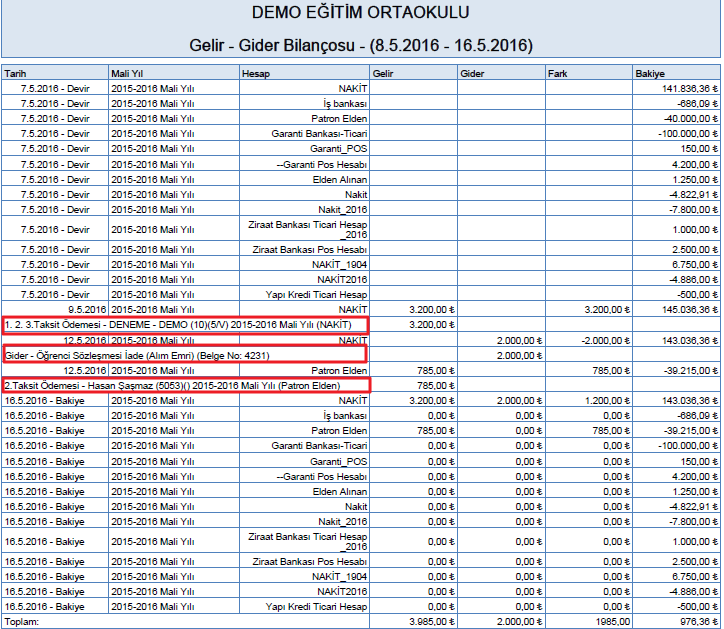 DEMO EĞİTİM ORTAOKULU
Gelir - Gider Bilançosu - (8.5.2016 - 16.5.2016)
Tarih Mali Yıl Hesap Gelir Gider Fark Bakiye
7.5.2016 - Devir 2015-2016 Mali Yılı NAKİT 141.836,36 ₺
7.5.2016 - Devir 2015-2016 Mali Yılı İş bankası -686,09 ₺
7.5.2016 - Devir 2015-2016 Mali Yılı Patron Elden -40.000,00 ₺
7.5.2016 - Devir 2015-2016 Mali Yılı Garanti Bankası-Ticari -100.000,00 ₺
7.5.2016 - Devir 2015-2016 Mali Yılı Garanti_POS 150,00 ₺
7.5.2016 - Devir 2015-2016 Mali Yılı --Garanti Pos Hesabı 4.200,00 ₺
7.5.2016 - Devir 2015-2016 Mali Yılı Elden Alınan 1.250,00 ₺
7.5.2016 - Devir 2015-2016 Mali Yılı Nakit -4.822,91 ₺
7.5.2016 - Devir 2015-2016 Mali Yılı Nakit_2016 -7.800,00 ₺
7.5.2016 - Devir 2015-2016 Mali Yılı Ziraat Bankası Ticari Hesap
_2016 1.000,00 ₺
7.5.2016 - Devir 2015-2016 Mali Yılı Ziraat Bankası Pos Hesabı 2.500,00 ₺
7.5.2016 - Devir 2015-2016 Mali Yılı NAKİT_1904 6.750,00 ₺
7.5.2016 - Devir 2015-2016 Mali Yılı NAKİT2016 -4.886,00 ₺
7.5.2016 - Devir 2015-2016 Mali Yılı Yapı Kredi Ticari Hesap -500,00 ₺
9.5.2016 2015-2016 Mali Yılı NAKİT 3.200,00 ₺ 3.200,00 ₺ 145.036,36 ₺
1. 2. 3.Taksit Ödemesi - DENEME - DEMO (10)(5/V) 2015-2016 Mali Yılı (NAKİT) 3.200,00 ₺
12.5.2016 2015-2016 Mali Yılı NAKİT 2.000,00 ₺ -2.000,00 ₺ 143.036,36 ₺
Gider - Öğrenci Sözleşmesi İade (Alım Emri) (Belge No: 4231) 2.000,00 ₺
12.5.2016 2015-2016 Mali Yılı Patron Elden 785,00 ₺ 785,00 ₺ -39.215,00 ₺
2.Taksit Ödemesi - Hasan Şaşmaz (5053)() 2015-2016 Mali Yılı (Patron Elden) 785,00 ₺
16.5.2016 - Bakiye 2015-2016 Mali Yılı NAKİT 3.200,00 ₺ 2.000,00 ₺ 1.200,00 ₺ 143.036,36 ₺
16.5.2016 - Bakiye 2015-2016 Mali Yılı İş bankası 0,00 ₺ 0,00 ₺ 0,00 ₺ -686,09 ₺
16.5.2016 - Bakiye 2015-2016 Mali Yılı Patron Elden 785,00 ₺ 0,00 ₺ 785,00 ₺ -39.215,00 ₺
16.5.2016 - Bakiye 2015-2016 Mali Yılı Garanti Bankası-Ticari 0,00 ₺ 0,00 ₺ 0,00 ₺ -100.000,00 ₺
16.5.2016 - Bakiye 2015-2016 Mali Yılı Garanti_POS 0,00 ₺ 0,00 ₺ 0,00 ₺ 150,00 ₺
16.5.2016 - Bakiye 2015-2016 Mali Yılı --Garanti Pos Hesabı 0,00 ₺ 0,00 ₺ 0,00 ₺ 4.200,00 ₺
16.5.2016 - Bakiye 2015-2016 Mali Yılı Elden Alınan 0,00 ₺ 0,00 ₺ 0,00 ₺ 1.250,00 ₺
16.5.2016 - Bakiye 2015-2016 Mali Yılı Nakit 0,00 ₺ 0,00 ₺ 0,00 ₺ -4.822,91 ₺
16.5.2016 - Bakiye 2015-2016 Mali Yılı Nakit_2016 0,00 ₺ 0,00 ₺ 0,00 ₺ -7.800,00 ₺
16.5.2016 - Bakiye 2015-2016 Mali Yılı Ziraat Bankası Ticari Hesap
_2016 0,00 ₺ 0,00 ₺ 0,00 ₺ 1.000,00 ₺
16.5.2016 - Bakiye 2015-2016 Mali Yılı Ziraat Bankası Pos Hesabı 0,00 ₺ 0,00 ₺ 0,00 ₺ 2.500,00 ₺
16.5.2016 - Bakiye 2015-2016 Mali Yılı NAKİT_1904 0,00 ₺ 0,00 ₺ 0,00 ₺ 6.750,00 ₺
16.5.2016 - Bakiye 2015-2016 Mali Yılı NAKİT2016 0,00 ₺ 0,00 ₺ 0,00 ₺ -4.886,00 ₺
16.5.2016 - Bakiye 2015-2016 Mali Yılı Yapı Kredi Ticari Hesap 0,00 ₺ 0,00 ₺ 0,00 ₺ -500,00 ₺
Toplam: 3.985,00 ₺ 2.000,00 ₺ 1985,00 976,36 ₺